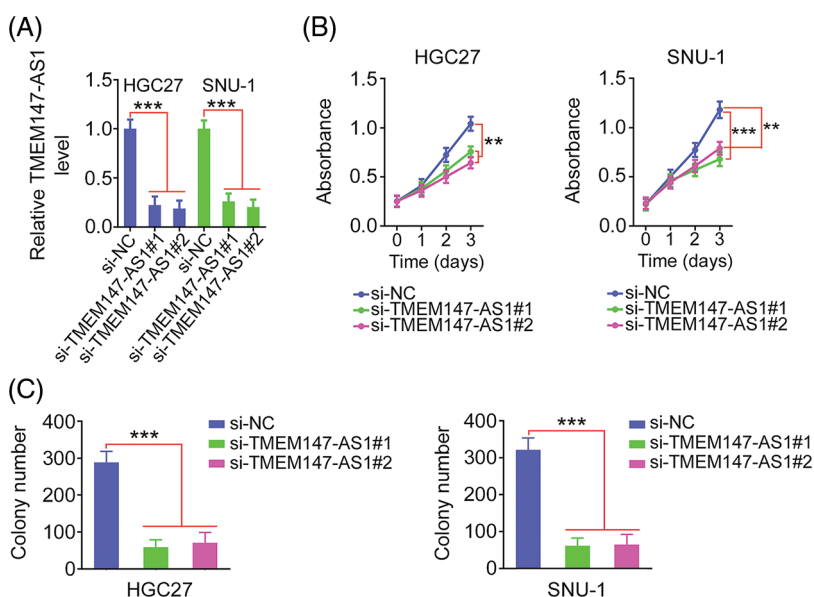 (A)
Relative TMEM147-AS1
level
HGC27 SNU-1
*** ***
1.5
1.0
0.5
0.0
si-NC
si-TMEM147-AS1#1
si-TMEM147-AS1#2
si-NC
si-TMEM147-AS1#1
si-TMEM147-AS1#2
(B)
HGC27
Absorbance
1.5
1.0
0.5
0.0
**
0 1 2 3
Time (days)
si-NC
si-TMEM147-AS1#1
si-TMEM147-AS1#2
SNU-1
Absorbance
1.5
1.0
0.5
0.0
*** **
0 1 2 3
Time (days)
si-NC
si-TMEM147-AS1#1
si-TMEM147-AS1#2
(C)
Colony number
400
300
200
100
0
***
si-NC
si-TMEM147-AS1#1
si-TMEM147-AS1#2
HGC27
Colony number
400
300
200
100
0
***
si-NC
si-TMEM147-AS1#1
si-TMEM147-AS1#2
SNU-1